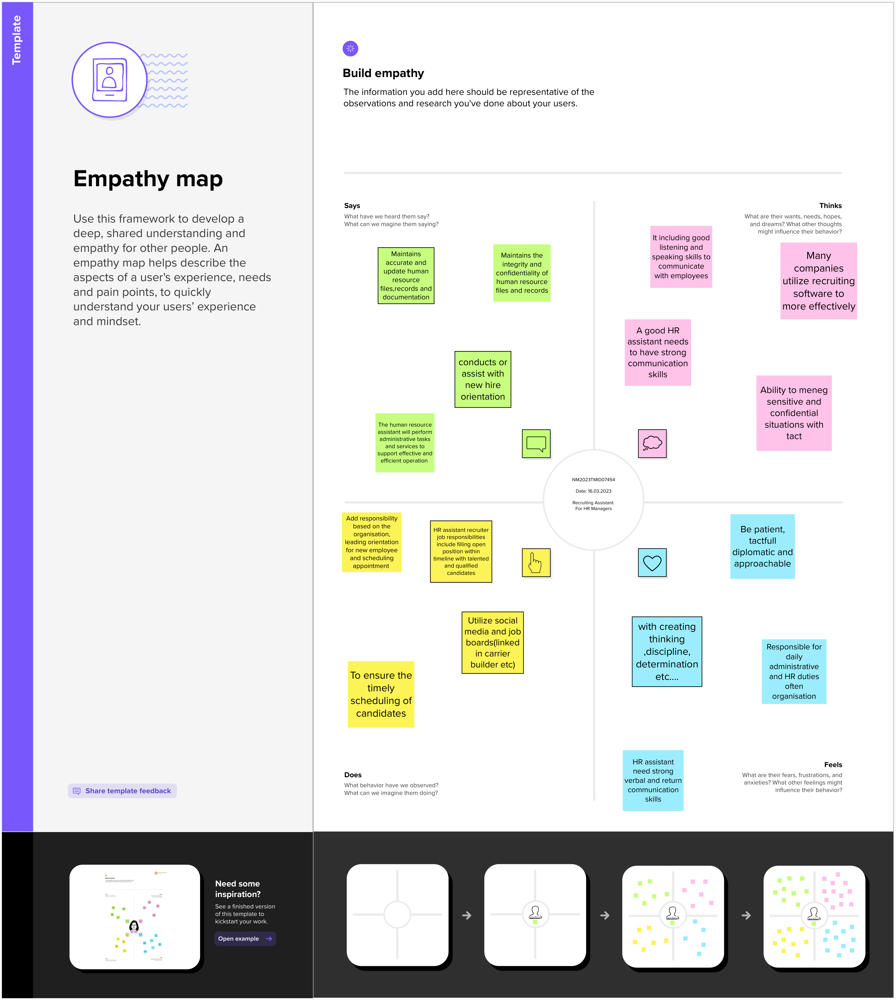 Template
Empathy map
Use this framework to develop a
deep, shared understanding and
empathy for other people. An
empathy map helps describe the
aspects of a user's experience, needs
and pain points, to quickly
understand your users’ experience
and mindset.
Share template feedback
Build empathy
The information you add here should be representative of the
observations and research you've done about your users.
Says
What have we heard them say?
What can we magine them saying?
Maintains
accurate and
update human
resource
files,records and
documentation
Maintains the
integrity and
confidentiality of
human resource
files and records
conducts or
assist with
new hire
orientation
The human resource
assistant will perform
administrative tasks
and services to
support effective and
efficient operation
Thinks
What are their wants, needs, hopes,
and dreams? What other thoughts
might influence their behavior?
It including good
listening and
speaking skills to
communicate
with employees
Many
companies
utilize recruiting
software to
more effectively
A good HR
assistant needs
to have strong
communication
skills
Ability to meneg
sensitive and
confidential
situations with
tact
NM2023TMID07454
Date: 16.03.2023
Recruiting Assistant
For HR Managers
Add responsibility
based on the
organisation,
leading orientation
for new employee
and scheduling
appointment
HR assistant recruiter
job responsibilities
include filling open
position within
timeline with talented
and qualified
candidates
Utilize social
media and job
boards(linked
in carrier
builder etc)
To ensure the
timely
scheduling of
candidates
Does
What behavior have we observed?
What can we imagine them doing?
Be patient,
tactfull
diplomatic and
approachable
with creating
thinking
,discipline,
determination
etc....
Responsible for
daily
administrative
and HR duties
often
organisation
HR assistant
need strong
verbal and return
communication
skills
Feels
What are their fears, frustrations, and
anxieties? What other feelings might
influence their behavior?
Build empathy
Need some
inspiration?
See a finished version
of this template to
kickstart your work.
Open example